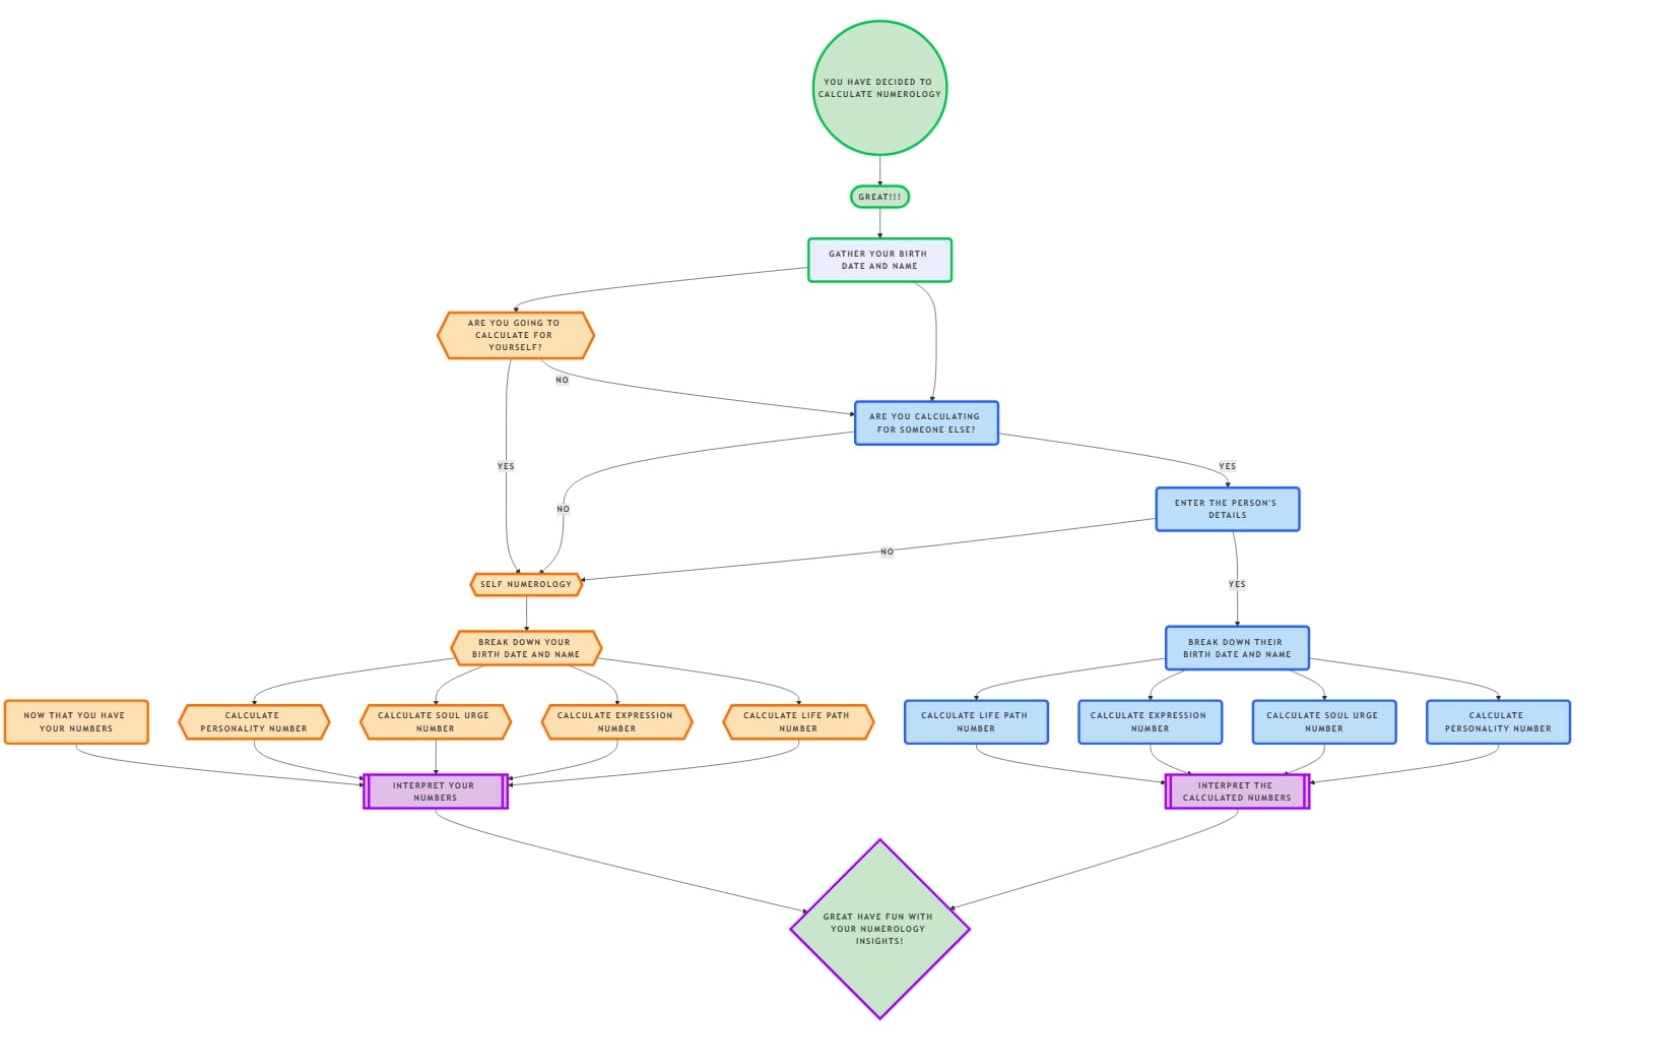 YOU HAVE DECIDED TO
CALCULATE NUMEROLOGY
GREAT!!!
GATHER YOUR BIRTH
DATE AND NAME
ARE YOU GOING TO
CALCULATE FOR
YOURSELF?
NO
ARE YOU CALCULATING
FOR SOMEONE ELSE?
YES
YES
ENTER THE PERSON'S
DETAILS
NO
NO
SELF NUMEROLOGY
YES
BREAK DOWN YOUR
BIRTH DATE AND NAME
BREAK DOWN THEIR
BIRTH DATE AND NAME
NOW THAT YOU HAVE
YOUR NUMBERS
CALCULATE
PERSONALITY NUMBER
CALCULATE SOUL URGE
NUMBER
CALCULATE EXPRESSION
NUMBER
CALCULATE LIFE PATH
NUMBER
CALCULATE LIFE PATH
NUMBER
CALCULATE EXPRESSION
NUMBER
CALCULATE SOUL URGE
NUMBER
CALCULATE
PERSONALITY NUMBER
INTERPRET YOUR
NUMBERS
INTERPRET THE
CALCULATED NUMBERS
GREAT HAVE FUN WITH
YOUR NUMEROLOGY
INSIGHTS!